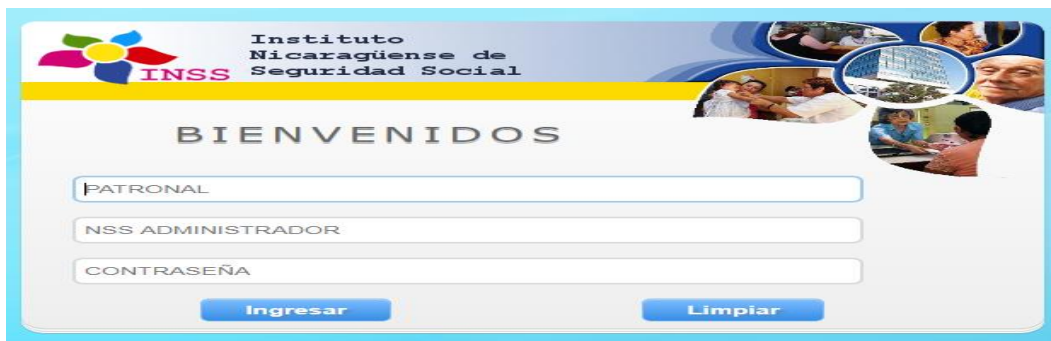 Instituto
Nicaragüense de
Seguridad Social
INSS
BIENVENIDOS
PATRONAL
NSS ADMINISTRADOR
CONTRASEÑA
Ingresar
Limpiar